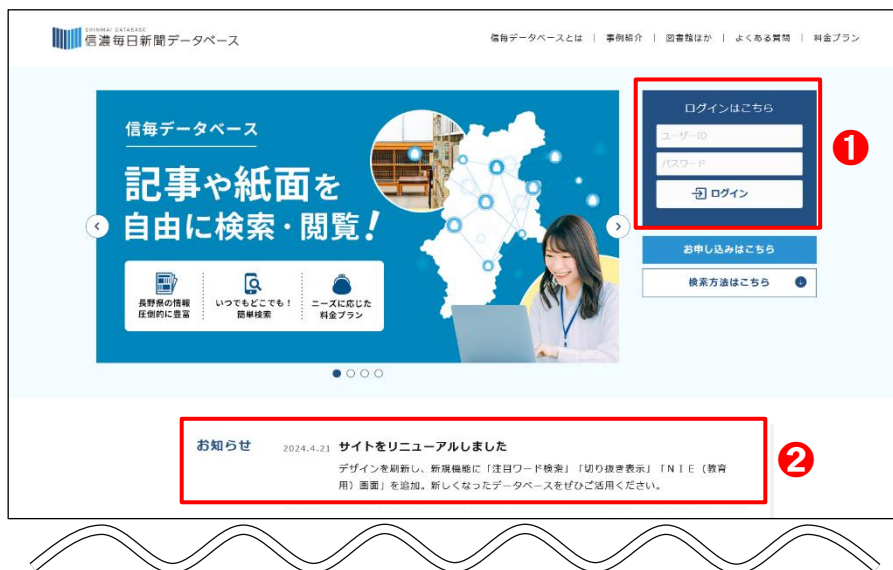 SHINMAI DATABASE
信濃毎日新聞データベース
信毎データベースとは | 事例紹介 | 図書館ほか | よくある質問 | 料金プラン
信毎データベース
記事や紙面を
自由に検索・閲覧!
長野県の情報
圧倒的に豊富
いつでもどこでも!
簡単検索
ニーズに応じた
料金プラン
ログインはこちら
ユーザーID
パスワード
ログイン
❶
お申し込みはこちら
検索方法はこちら
お知らせ 2024.4.21 サイトをリニューアルしました
デザインを刷新し、新規機能に「注目ワード検索」「切り抜き表示」「NIE(教育
用)画面」を追加。新しくなったデータベースをぜひご活用ください。
❷